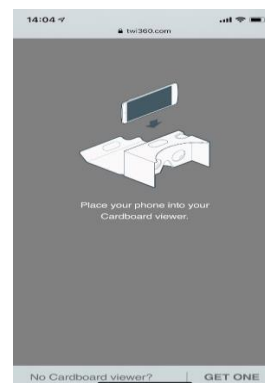 14:04
twi360.com
Place your phone into your
Cardboard viewer.
No Cardboard viewer? GET ONE